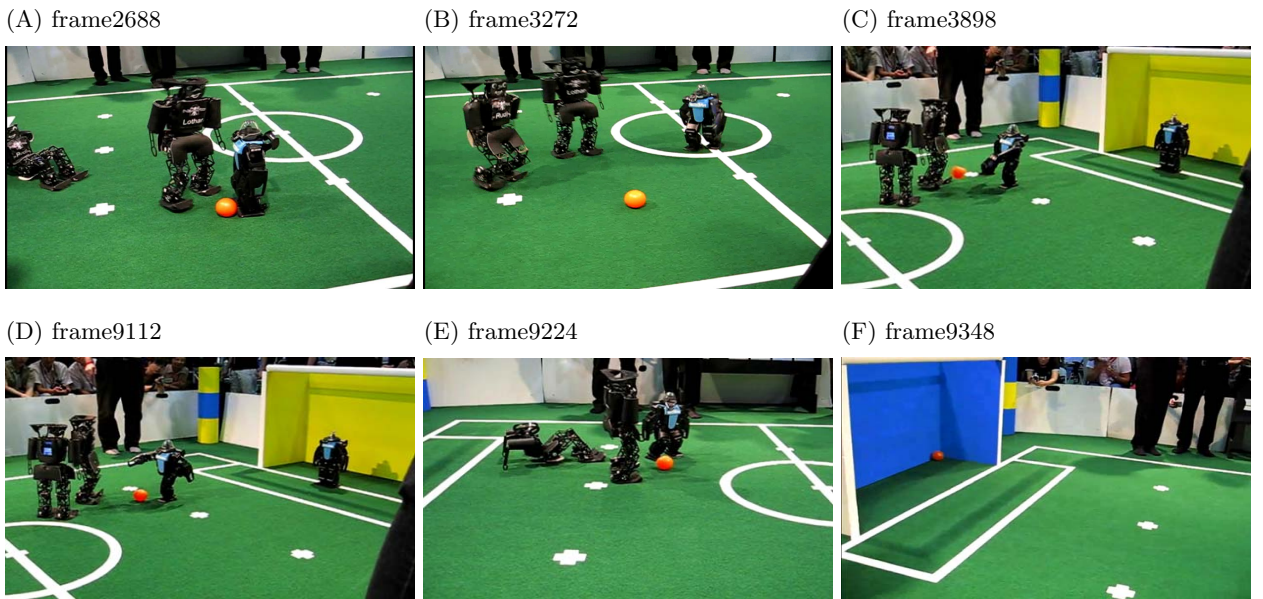 (A) frame2688
(B) frame3272
(C) frame3898
Lothar
Lothar
(D) frame9112
(E) frame9224
(F) frame9348